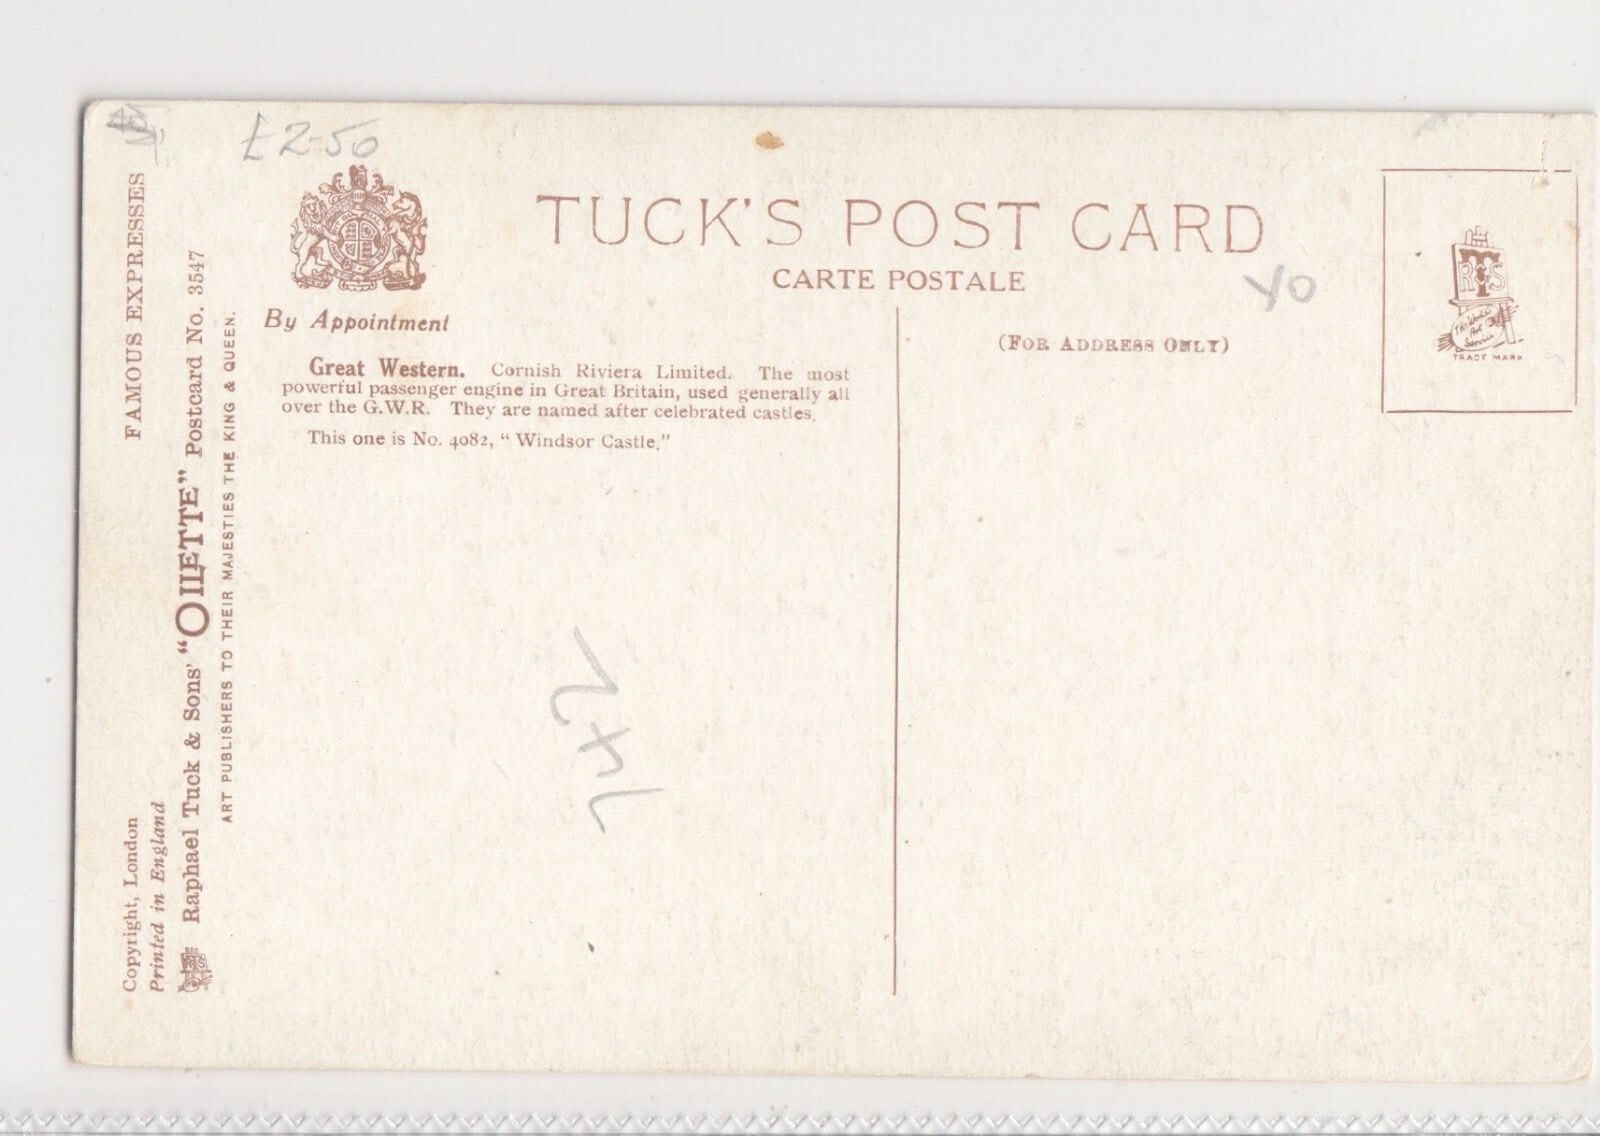 £2-50
TUCK'S POST CARD
CARTE POSTALE
YO
By Appointment
(FOR ADDRESS ONLY)
Great Western. Cornish Riviera Limited. The most
powerful passenger engine in Great Britain, used generally all
over the G.W.R. They are named after celebrated castles.
This one is No. 4082, "Windsor Castle."
TRADE MARK
FAMOUS EXPRESSES
Copyright, London
Printed in England
Raphael Tuck & Sons' "OILETTE" Postcard No. 3547
ART PUBLISHERS TO THEIR MAJESTIES THE KING & QUEEN.